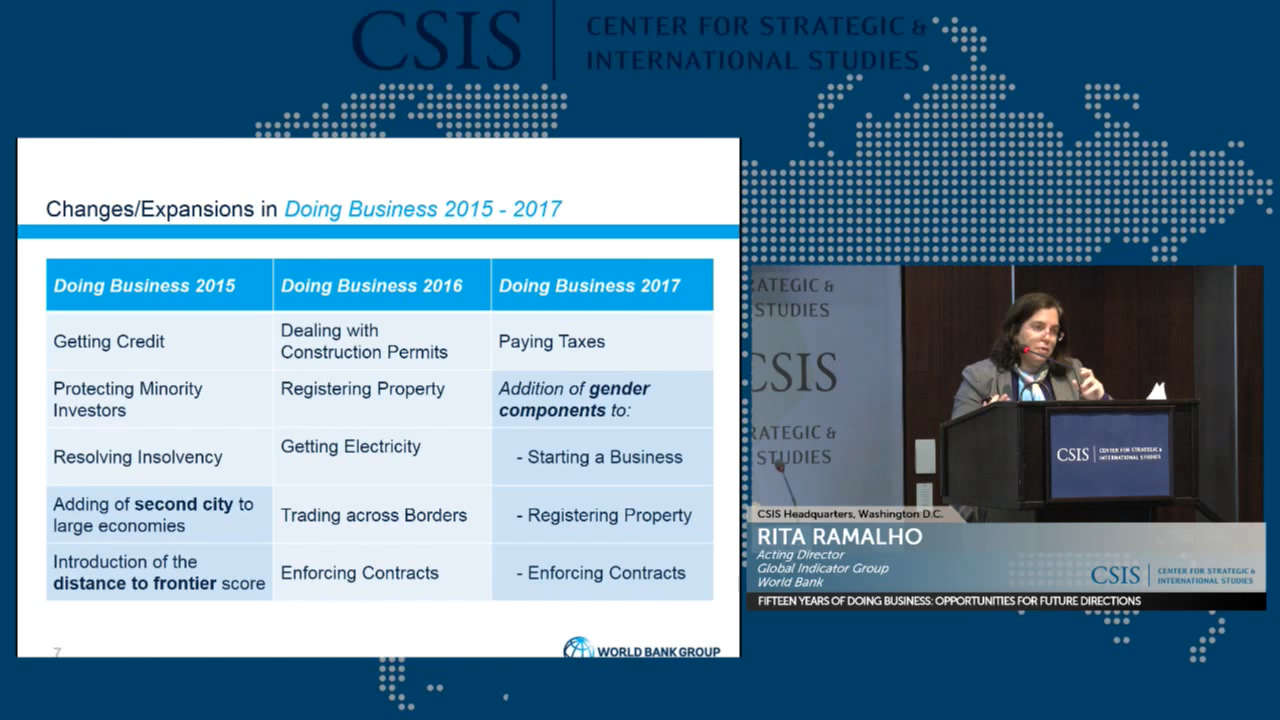 CSIS
CENTER FOR STRATEGIC &
INTERNATIONAL STUDIES
Changes/Expansions in Doing Business 2015 - 2017
Doing Business 2015
Doing Business 2016
Doing Business 2017
Getting Credit
Dealing with
Construction Permits
Paying Taxes
Protecting Minority
Investors
Registering Property
Addition of gender
components to:
Resolving Insolvency
Getting Electricity
- Starting a Business
Adding of second city to
large economies
Trading across Borders
- Registering Property
Introduction of the
distance to frontier score
Enforcing Contracts
- Enforcing Contracts
7
WORLD BANK GROUP
ATEGIC &
STUDIES
CSIS
RATEGIC &
STUDIES
CSIS
CENTER FOR STRATEGIC &
INTERNATIONAL STUDIES
CSIS Headquarters, Washington D.C.
RITA RAMALHO
Acting Director
Global Indicator Group
World Bank
CSIS
CENTER FOR STRATEGIC &
INTERNATIONAL STUDIES
FIFTEEN YEARS OF DOING BUSINESS: OPPORTUNITIES FOR FUTURE DIRECTIONS